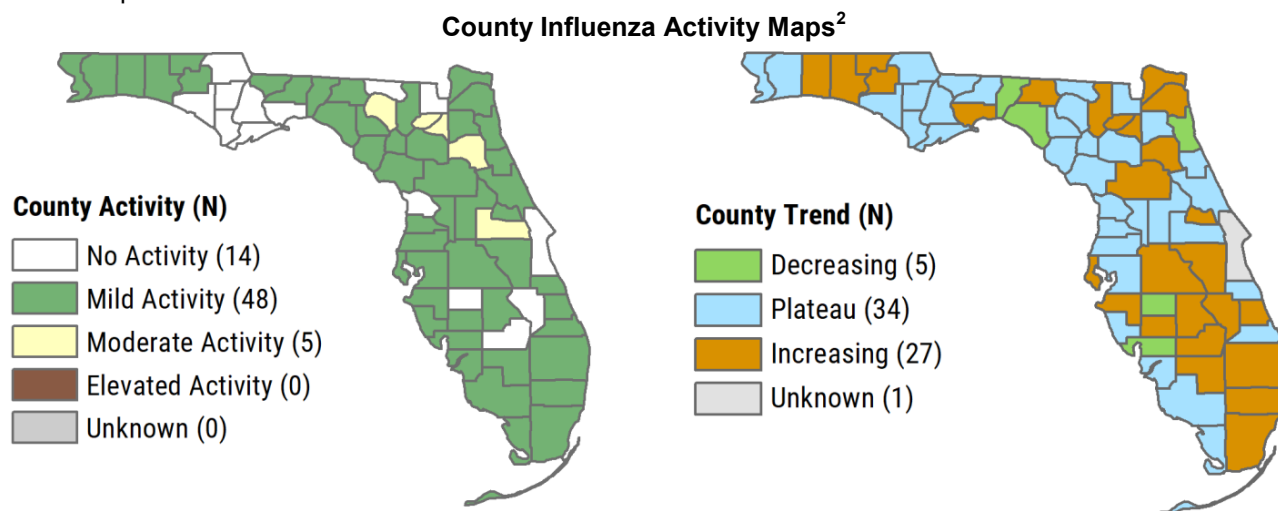 County Influenza Activity Maps2
County Activity (N)
No Activity (14)
Mild Activity (48)
Moderate Activity (5)
Elevated Activity (0)
Unknown (0)
County Trend (N)
Decreasing (5)
Plateau (34)
Increasing (27)
Unknown (1)